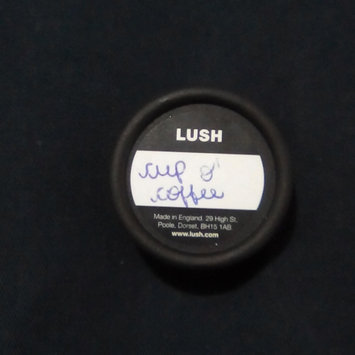 LUSH
cup o'
coffee
Made in England. 29 High St.
Poole, Dorset, BH15 1AB
www.lush.com